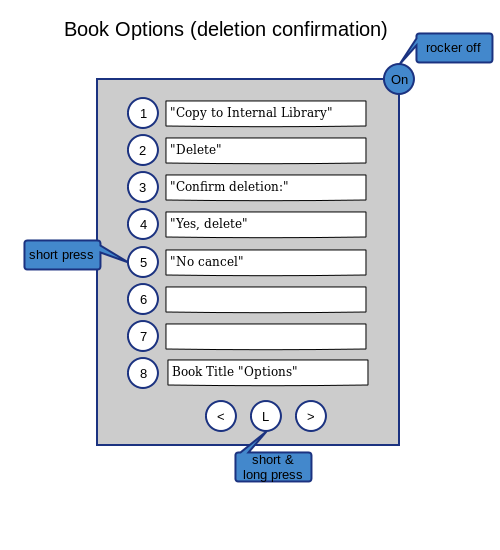 Book Options (deletion confirmation)
rocker off
On
1 "Copy to Internal Library"
2 "Delete"
3 "Confirm deletion:"
4 "Yes, delete"
short press
5 "No cancel"
6
7
8 Book Title "Options"
< L >
short &
long press